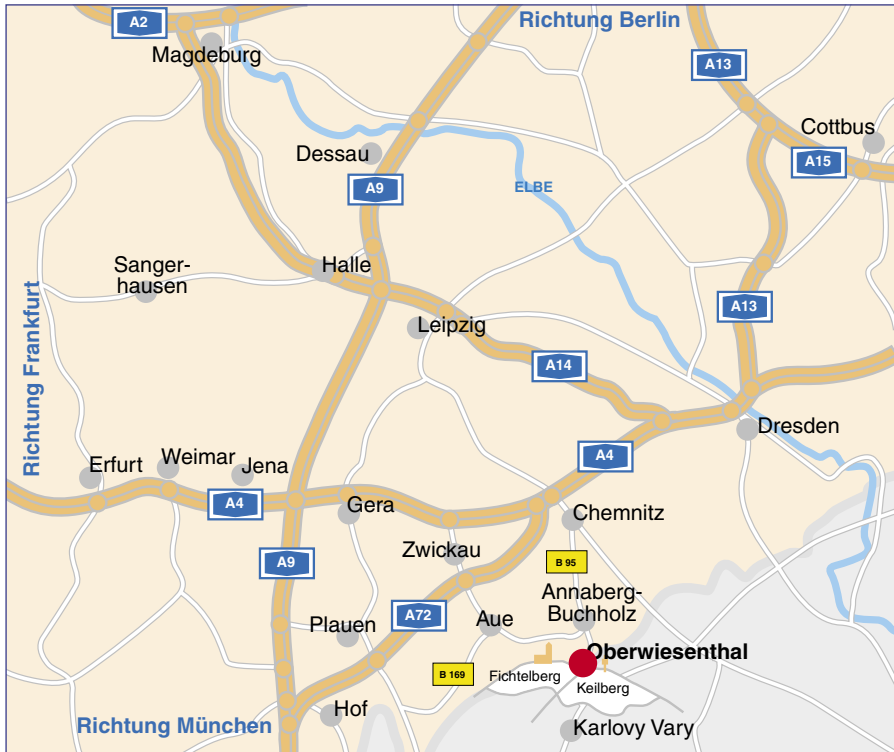 A2
Richtung Berlin
Magdeburg
A13
Cottbus
Dessau
A15
A9
ELBE
Sanger-
hausen
Halle
A13
Leipzig
Richtung Frankfurt
A14
Dresden
Erfurt
Weimar
Jena
A4
A4
Gera
Chemnitz
Zwickau
A9
B 95
Annaberg-
Buchholz
A72
Plauen
Aue
Oberwiesenthal
B 169
Fichtelberg
Keilberg
Hof
Richtung München
Karlovy Vary